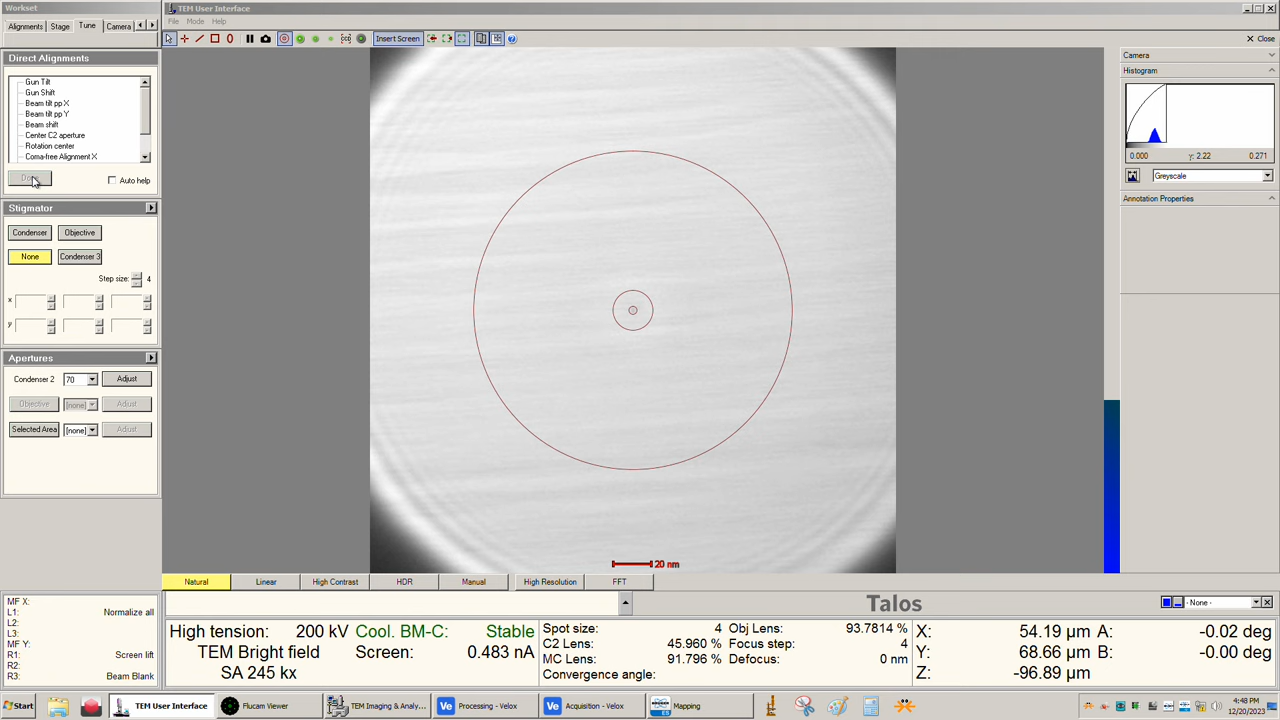 Workset
TEM User Interface
Alignments Stage Tune Camera
File Mode Help
Insert Screen
Close
Direct Alignments
Gun Tilt
Gun Shift
Beam tilt pp X
Beam tilt pp Y
Beam shift
Center C2 aperture
Rotation center
Coma-free Alignment X
Auto help
Stigmator
Condenser Objective
None Condenser 3
Step size: 4
x
y
Apertures
Condenser 2 70 Adjust
Objective [none] Adjust
Selected Area [none] Adjust
Camera
Histogram
0.000 γ: 2.22 0.271
Greyscale
Annotation Properties
20 nm
Natural Linear High Contrast HDR Manual High Resolution FFT
MF X:
L1: Normalize all
L2:
L3:
MF Y:
R1: Screen lift
R2:
R3: Beam Blank
Talos
- None -
High tension: 200 kV
TEM Bright field
SA 245 kx
Cool. BM-C: Stable
Screen: 0.483 nA
Spot size: 4
C2 Lens: 45.960 %
MC Lens: 91.796 %
Convergence angle:
Obj Lens: 93.7814 %
Focus step: 4
Defocus: 0 nm
X: 54.19 µm A: -0.02 deg
Y: 68.66 µm B: -0.00 deg
Z: -96.89 µm
Start TEM User Interface Flucam Viewer TEM Imaging & Analy... Ve Processing - Velox Ve Acquisition - Velox Mapping
4:48 PM
12/20/2023